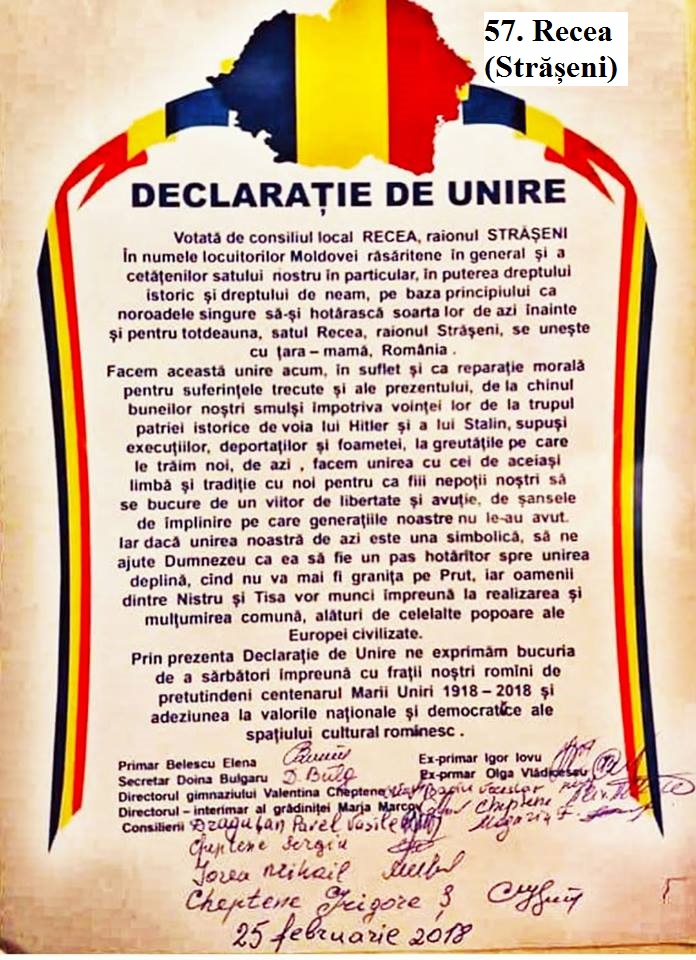 57. Recea
(Strășeni)
DECLARAȚIE DE UNIRE
Votată de consiliul local RECEA, raionul STRĂȘENI
În numele locuitorilor Moldovei răsăritene în general și a
cetățenilor satului nostru în particular, în puterea dreptului
istoric și dreptului de neam, pe baza principiului ca
noroadele singure să-și hotărască soarta lor de azi înainte
și pentru totdeauna, satul Recea, raionul Strășeni, se unește
cu țara – mamă, România .
Facem această unire acum, în suflet și ca reparație morală
pentru suferințele trecute și ale prezentului, de la chinul
buneilor noștri smulși împotriva voinței lor de la trupul
patriei istorice de voia lui Hitler și a lui Stalin, supuși
execuțiilor, deportaților și foametei, la greutățile pe care
le trăim noi, de azi , facem unirea cu cei de aceiași
limbă și tradiție cu noi pentru ca fiii nepoții noștri să
se bucure de un viitor de libertate și avuție, de șansele
de împlinire pe care generațiile noastre nu le-au avut.
Iar dacă unirea noastră de azi este una simbolică, să ne
ajute Dumnezeu ca ea să fie un pas hotărîtor spre unirea
deplină, cînd nu va mai fi granița pe Prut, iar oamenii
dintre Nistru și Tisa vor munci împreună la realizarea și
mulțumirea comună, alături de celelalte popoare ale
Europei civilizate.
Prin prezenta Declarație de Unire ne exprimăm bucuria
de a sărbători împreună cu frații noștri romîni de
pretutindeni centenarul Marii Uniri 1918 – 2018 și
adeziunea la valorile naționale și democratice ale
spațiului cultural romînesc .
Primar Belescu Elena Ex-primar Igor Iovu
Secretar Doina Bulgaru D. Bulg Ex-prmar Olga Vlădicescu
Directorul gimnaziului Valentina Cheptene
Directorul – interimar al grădiniței Maria Marcov Cheptene
Consilierii Dragulan Pavel Vasile
Cheptene Sergiu
Iovea Mihail
Cheptene Grigore
25 februarie 2018